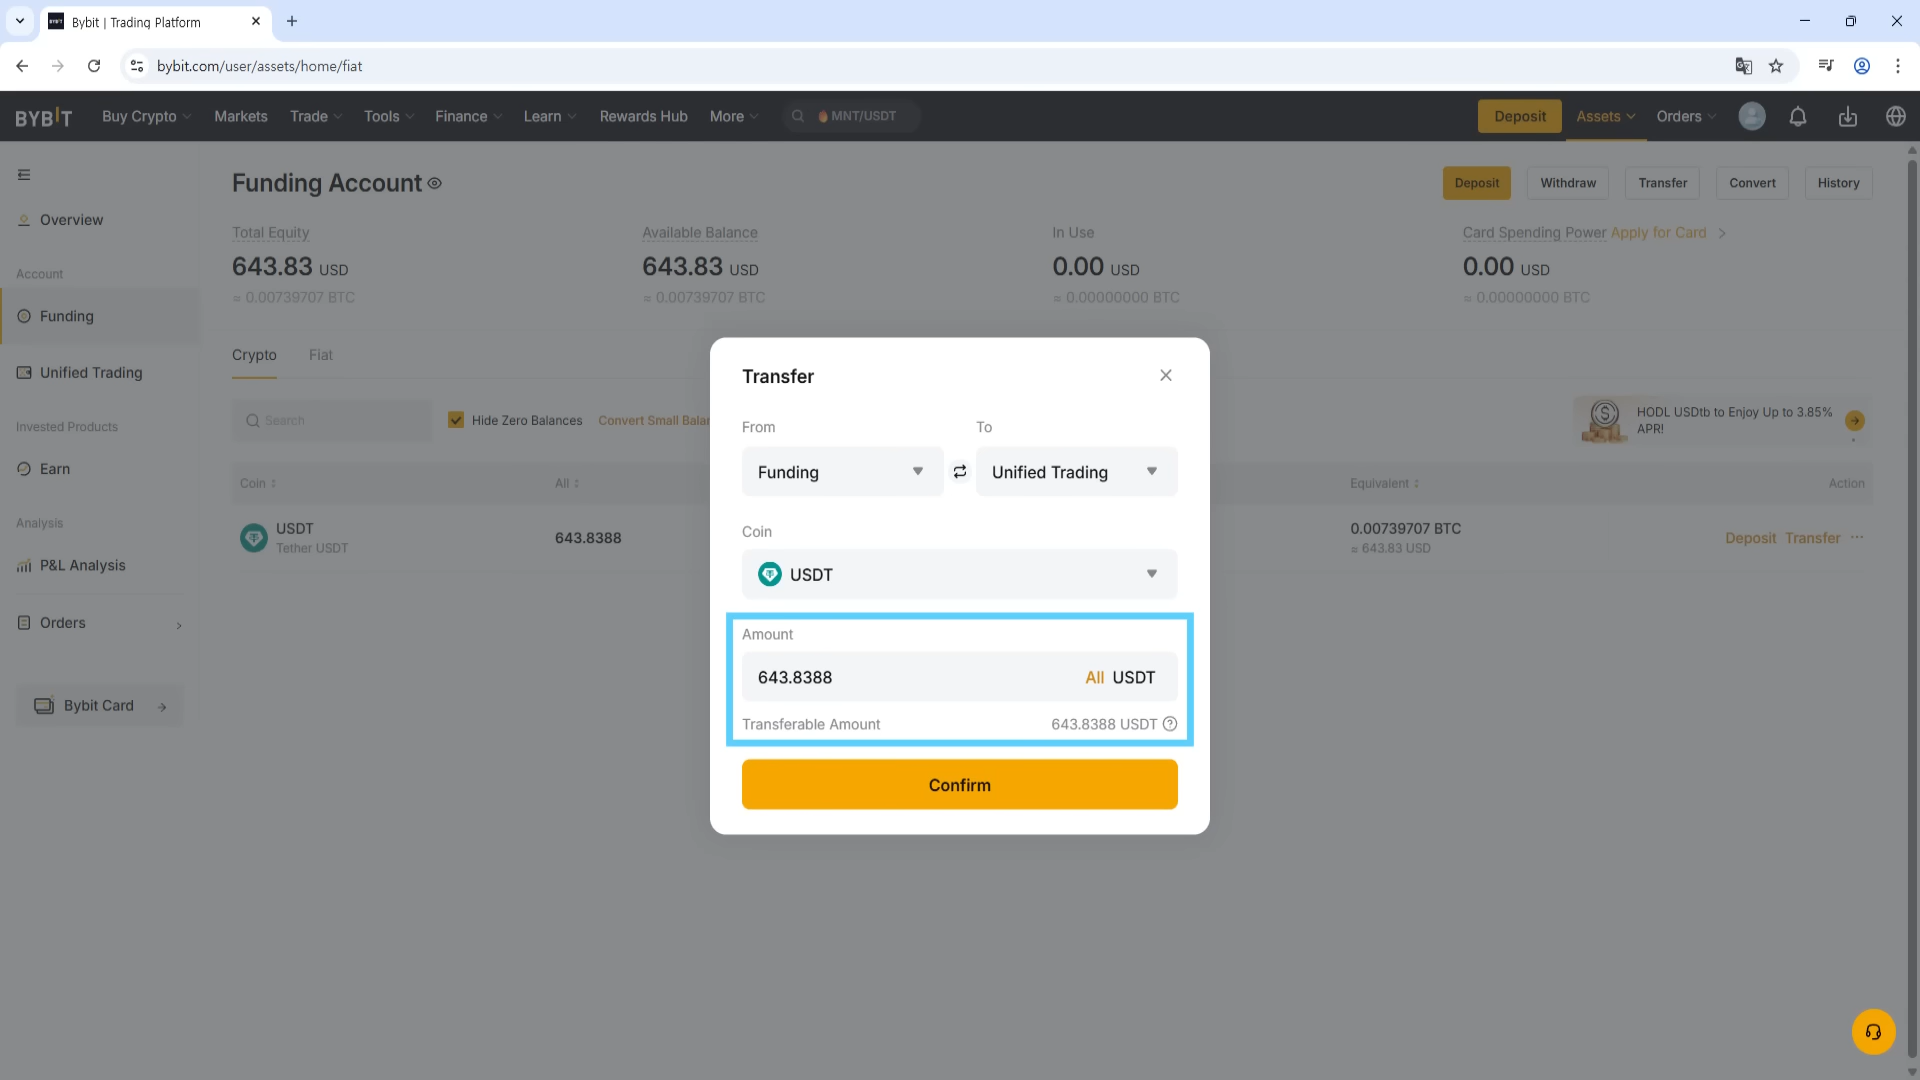 Bybit | Trading Platform
bybit.com/user/assets/home/fiat
BYBIT Buy Crypto Markets Trade Tools Finance Learn Rewards Hub More MNT/USDT Deposit Assets Orders
Funding Account
Deposit Withdraw Transfer Convert History
Overview
Total Equity
643.83 USD
≈ 0.00739707 BTC
Available Balance
643.83 USD
≈ 0.00739707 BTC
In Use
0.00 USD
≈ 0.00000000 BTC
Card Spending Power Apply for Card >
0.00 USD
≈ 0.00000000 BTC
Account
Funding
Unified Trading
Invested Products
Earn
Analysis
P&L Analysis
Orders
Bybit Card
Crypto Fiat
Search
Hide Zero Balances
Convert Small Balan
HODL USDtb to Enjoy Up to 3.85%
APR!
Coin All Equivalent Action
USDT
Tether USDT
643.8388
0.00739707 BTC
≈ 643.83 USD
Deposit Transfer ...
Transfer
From To
Funding Unified Trading
Coin
USDT
Amount
643.8388 All USDT
Transferable Amount 643.8388 USDT
Confirm